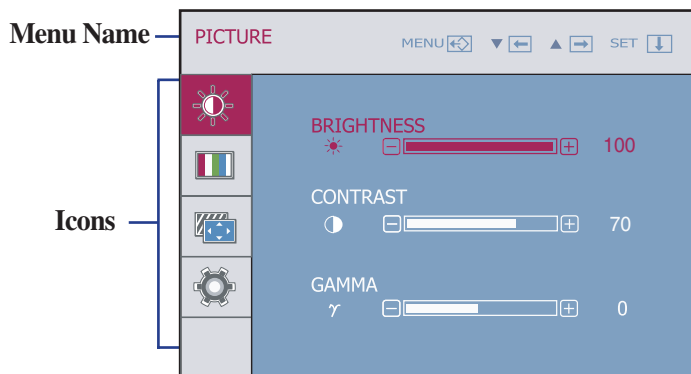 Menu Name
PICTURE MENU ▼ ▲ SET
BRIGHTNESS
100
CONTRAST
Icons
70
GAMMA
γ 0